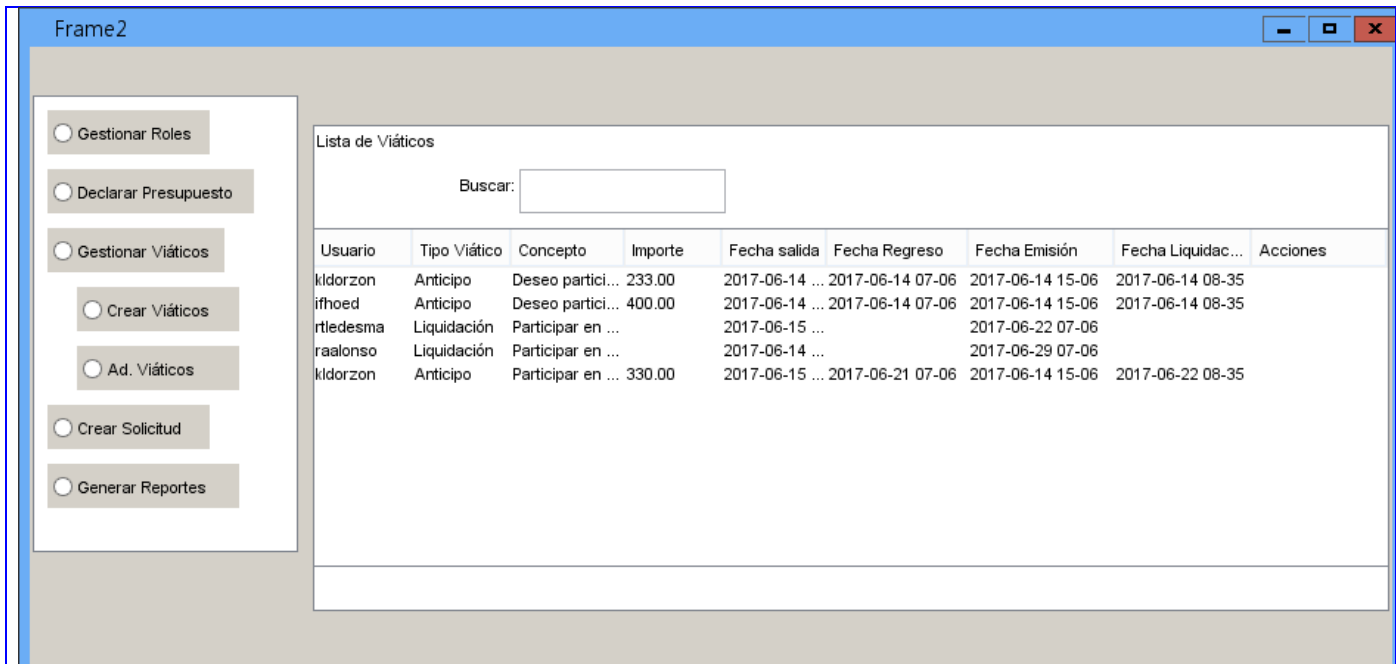 Frame2
Gestionar Roles
Declarar Presupuesto
Gestionar Viáticos
Crear Viáticos
Ad. Viáticos
Crear Solicitud
Generar Reportes
Lista de Viáticos
Buscar:
Usuario Tipo Viático Concepto Importe Fecha salida Fecha Regreso Fecha Emisión Fecha Liquidac... Acciones
kldorzon Anticipo Deseo partici... 233.00 2017-06-14 ... 2017-06-14 07-06 2017-06-14 15-06 2017-06-14 08-35
ifhoed Anticipo Deseo partici... 400.00 2017-06-14 ... 2017-06-14 07-06 2017-06-14 15-06 2017-06-14 08-35
rtledesma Liquidación Participar en ... 2017-06-15 ... 2017-06-22 07-06
raalonso Liquidación Participar en ... 2017-06-14 ... 2017-06-29 07-06
kldorzon Anticipo Participar en ... 330.00 2017-06-15 ... 2017-06-21 07-06 2017-06-14 15-06 2017-06-22 08-35